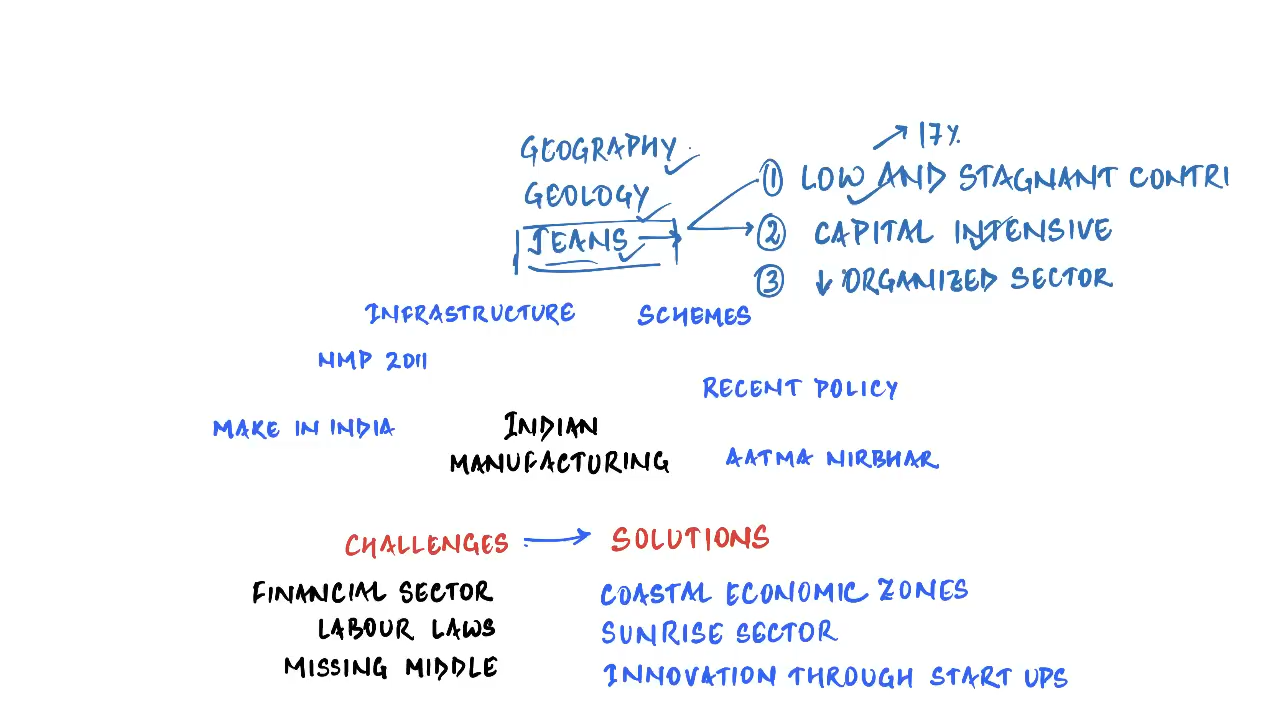 17%
GEOGRAPHY
① LOW AND STAGNANT CONTRI
GEOLOGY
② CAPITAL INTENSIVE
JEANS
③ ↓ ORGANIZED SECTOR
INFRASTRUCTURE SCHEMES
NMP 2011
RECENT POLICY
MAKE IN INDIA
INDIAN
MANUFACTURING
AATMA NIRBHAR
CHALLENGES → SOLUTIONS
FINANCIAL SECTOR
COASTAL ECONOMIC ZONES
LABOUR LAWS
SUNRISE SECTOR
MISSING MIDDLE
INNOVATION THROUGH START UPS